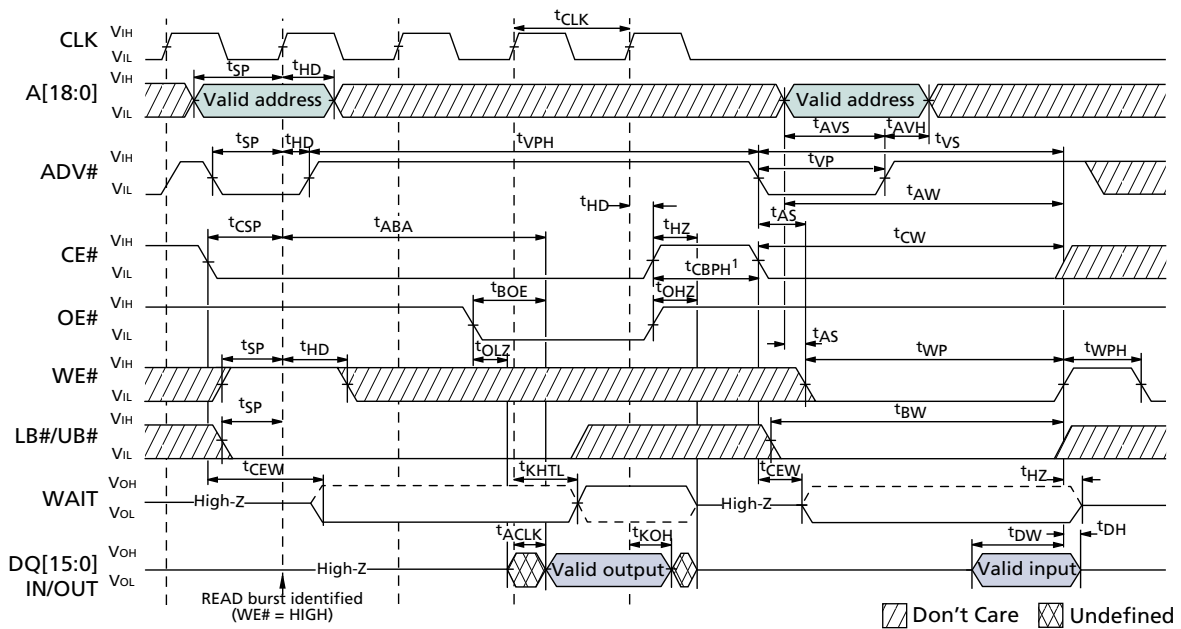 CLK VIH VIL tCLK
A[18:0] VIH VIL tSP tHD Valid address Valid address
tAVS tAVH
ADV# VIH VIL tSP tHD tVPH tVS
tVP
tAW
tHD tAS
CE# VIH VIL tCSP tABA tHZ tCW
tCBPH1
OE# VIH VIL tBOE tOHZ
tOLZ tAS
WE# VIH VIL tSP tHD tWP tWPH
LB#/UB# VIH VIL tSP tBW
tCEW tKHTL tCEW tHZ
WAIT VOH VOL High-Z High-Z
tACLK tKOH tDW tDH
DQ[15:0] IN/OUT VOH VOL High-Z Valid output Valid input
READ burst identified
(WE# = HIGH)
Don't Care Undefined